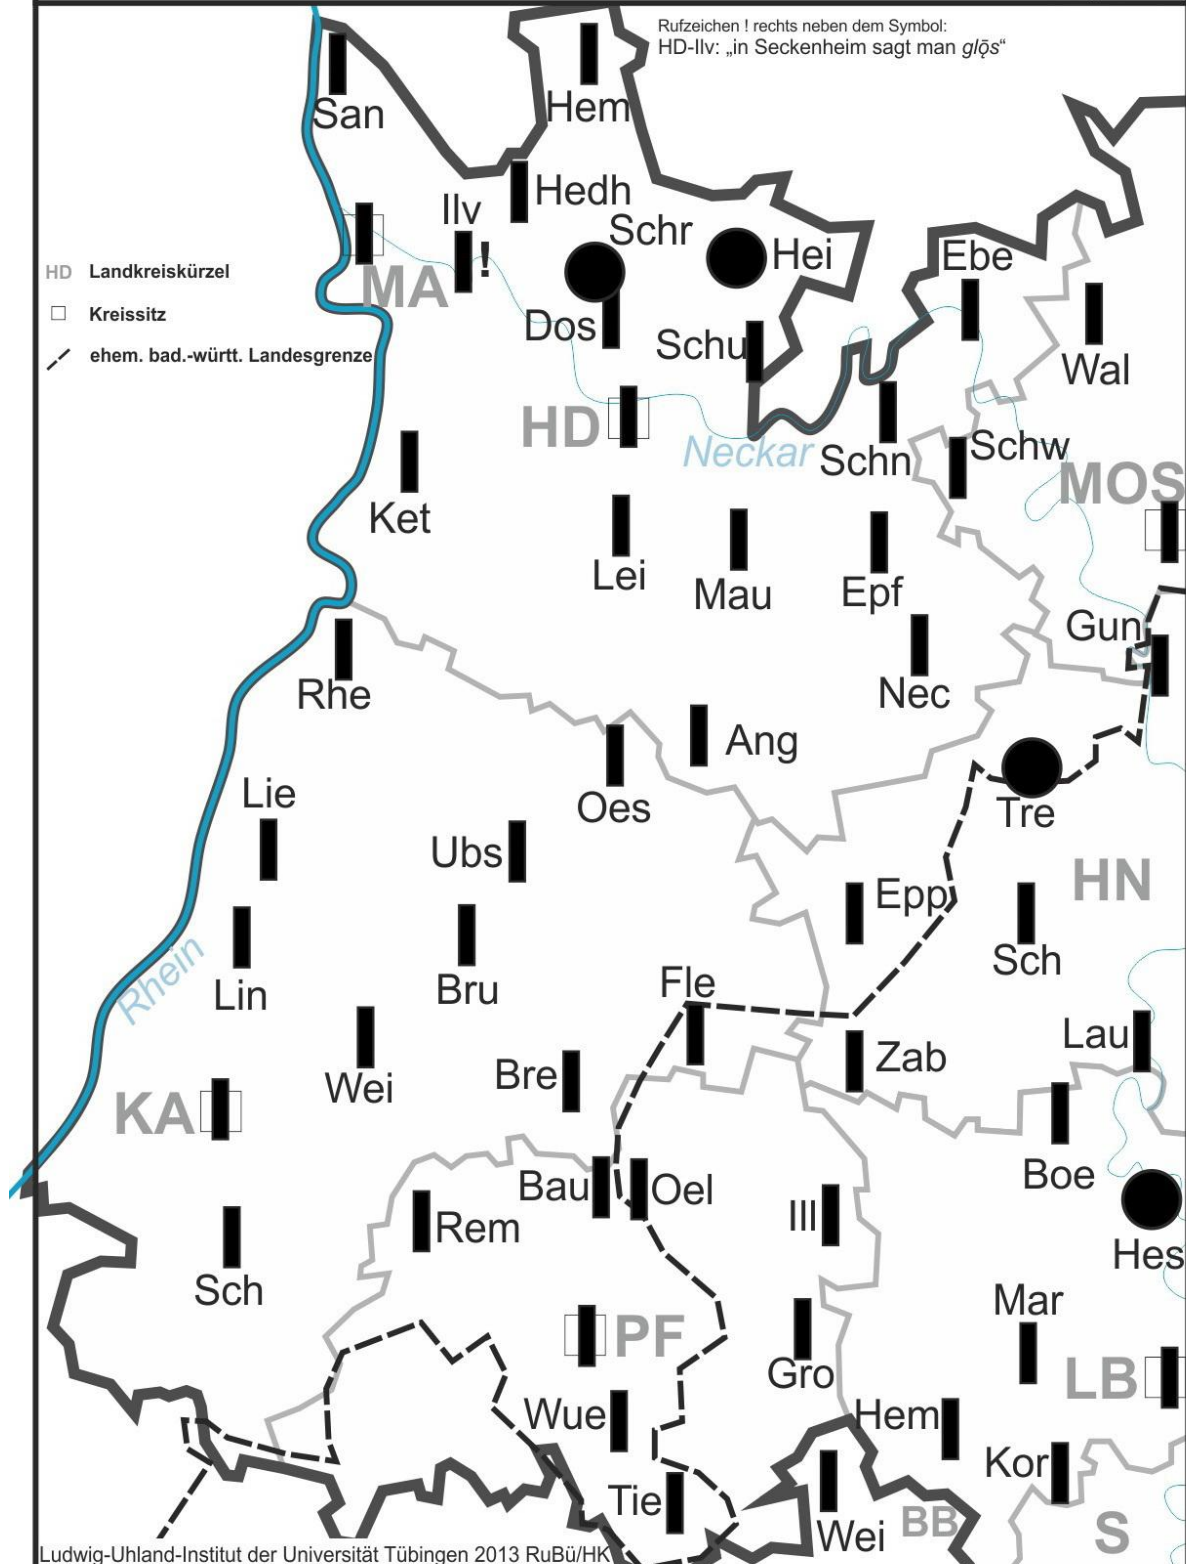 Rufzeichen ! rechts neben dem Symbol:
HD-Ilv: „in Seckenheim sagt man glǭs“
San
Hem
Hedh
Ilv
!
Schr
Hei
Ebe
MA
HD Landkreiskürzel
Kreissitz
ehem. bad.-württ. Landesgrenze
Dos
Schu
Wal
HD
Neckar
Schn
Schw
MOS
Ket
Lei
Mau
Epf
Gun
Rhe
Nec
Ang
Oes
Tre
Lie
Ubs
Epp
HN
Rhein
Lin
Bru
Fle
Sch
Lau
Zab
Wei
Bre
KA
Boe
Bau
Oel
Ill
Rem
Hes
Sch
Mar
PF
Gro
LB
Wue
Hem
Kor
Tie
Wei
BB
S
Ludwig-Uhland-Institut der Universität Tübingen 2013 RuBü/HK